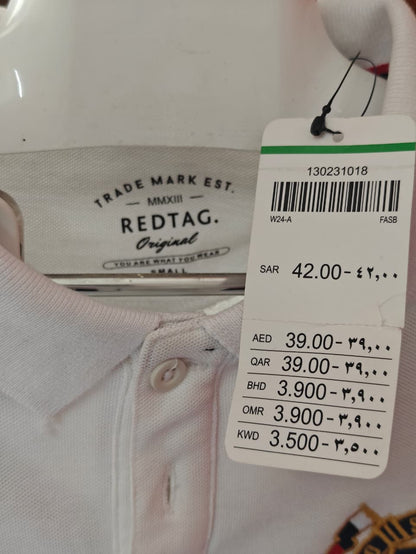 TRADE MARK EST.
MMXIII
REDTAG.
Original
YOU ARE WHAT YOU WEAR
SMALL
130231018
W24-A FASB
SAR 42.00-٤٢,٠٠
AED 39.00-٣٩,٠٠
QAR 39.00-٣٩,٠٠
BHD 3.900-٣,٩٠٠
OMR 3.900-٣,٩٠٠
KWD 3.500-٣,٥٠٠